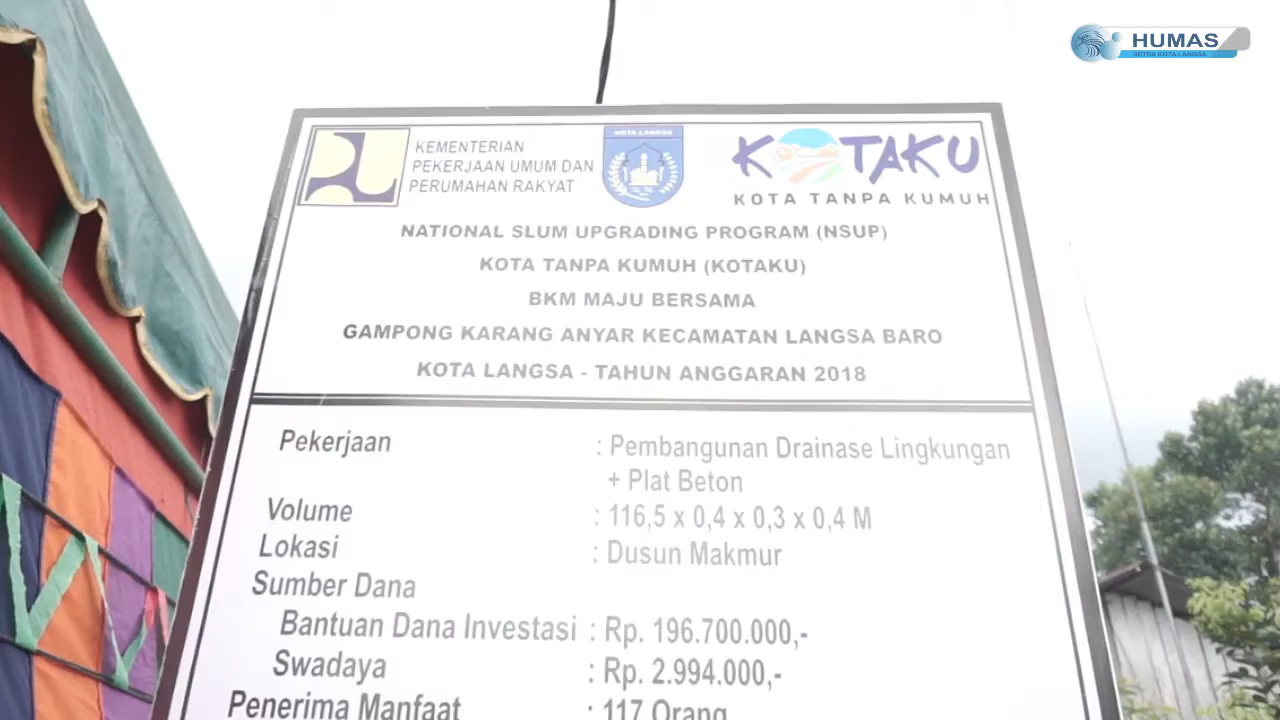 HUMAS
SETDA KOTA LANGSA
KEMENTERIAN
PEKERJAAN UMUM DAN
PERUMAHAN RAKYAT
KOTA LANGSA
KOTAKU
KOTA TANPA KUMUH
NATIONAL SLUM UPGRADING PROGRAM (NSUP)
KOTA TANPA KUMUH (KOTAKU)
BKM MAJU BERSAMA
GAMPONG KARANG ANYAR KECAMATAN LANGSA BARO
KOTA LANGSA - TAHUN ANGGARAN 2018
Pekerjaan : Pembangunan Drainase Lingkungan
+ Plat Beton
Volume : 116,5 x 0,4 x 0,3 x 0,4 M
Lokasi : Dusun Makmur
Sumber Dana
Bantuan Dana Investasi : Rp. 196.700.000,-
Swadaya : Rp. 2.994.000,-
Penerima Manfaat : 117 Orang